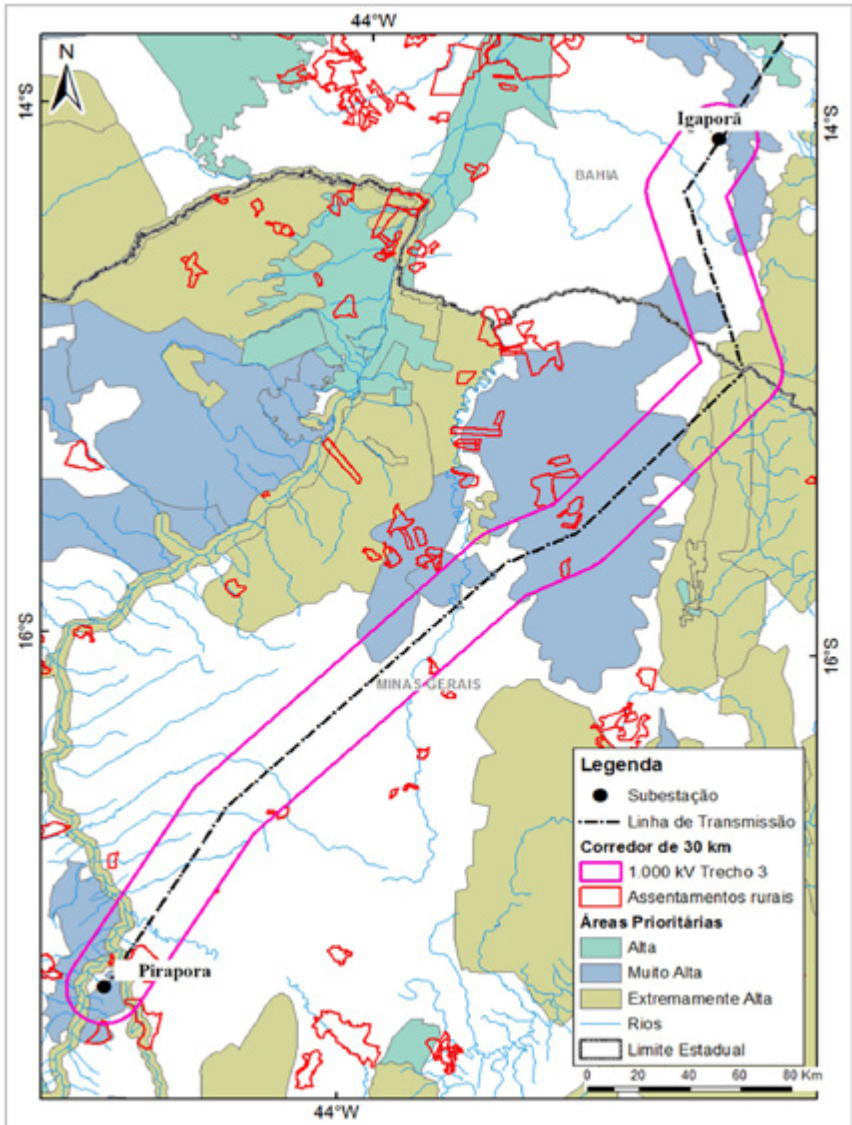 44°W
N
14°S
14°S
Igaporã
BAHIA
16°S
16°S
MINAS GERAIS
Pirapora
Legenda
Subestação
Linha de Transmissão
Corredor de 30 km
1.000 kV Trecho 3
Assentamentos rurais
Áreas Prioritárias
Alta
Muito Alta
Extremamente Alta
Rios
Limite Estadual
0 20 40 60 80 Km
44°W